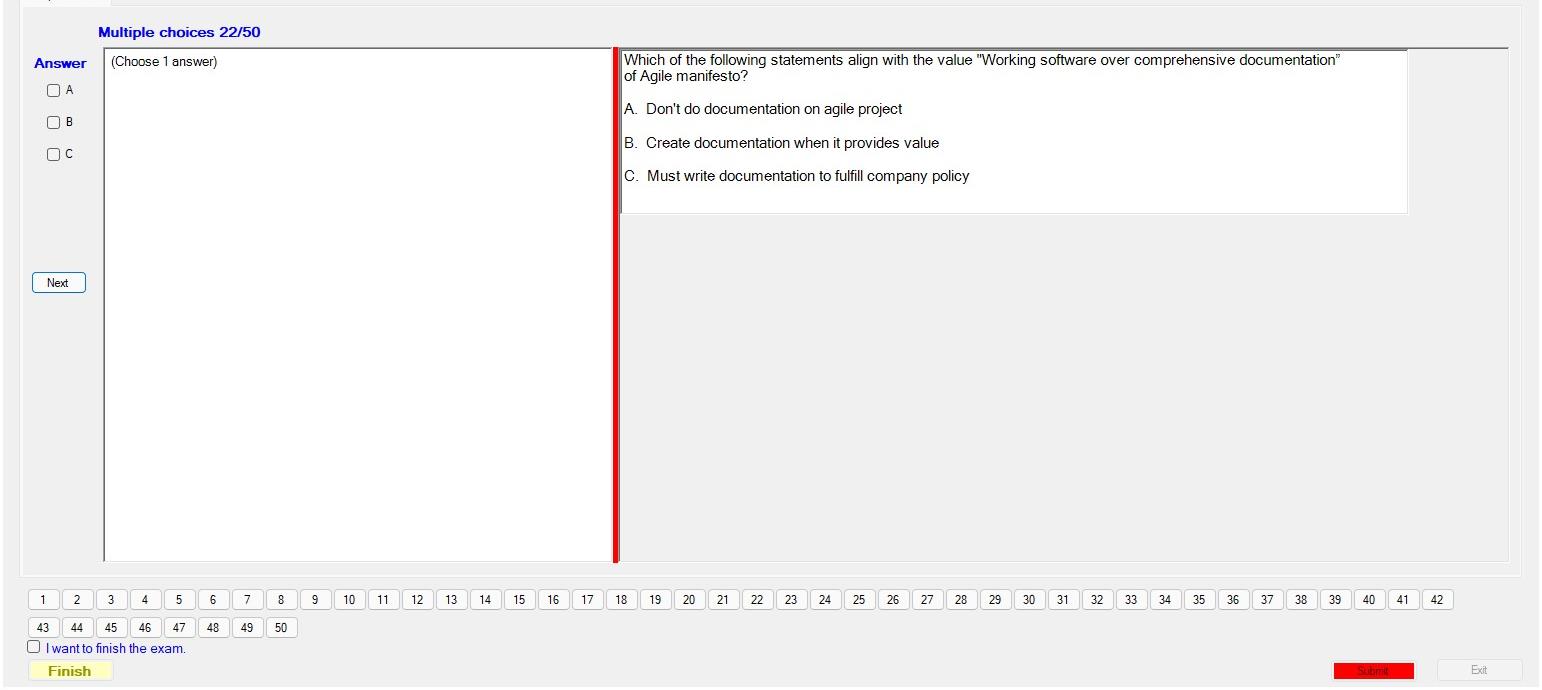 Multiple choices 22/50
Answer
(Choose 1 answer)
A
B
C
Next
Which of the following statements align with the value "Working software over comprehensive documentation”
of Agile manifesto?
A. Don't do documentation on agile project
B. Create documentation when it provides value
C. Must write documentation to fulfill company policy
1 2 3 4 5 6 7 8 9 10 11 12 13 14 15 16 17 18 19 20 21 22 23 24 25 26 27 28 29 30 31 32 33 34 35 36 37 38 39 40 41 42
43 44 45 46 47 48 49 50
I want to finish the exam.
Finish
Submit
Exit